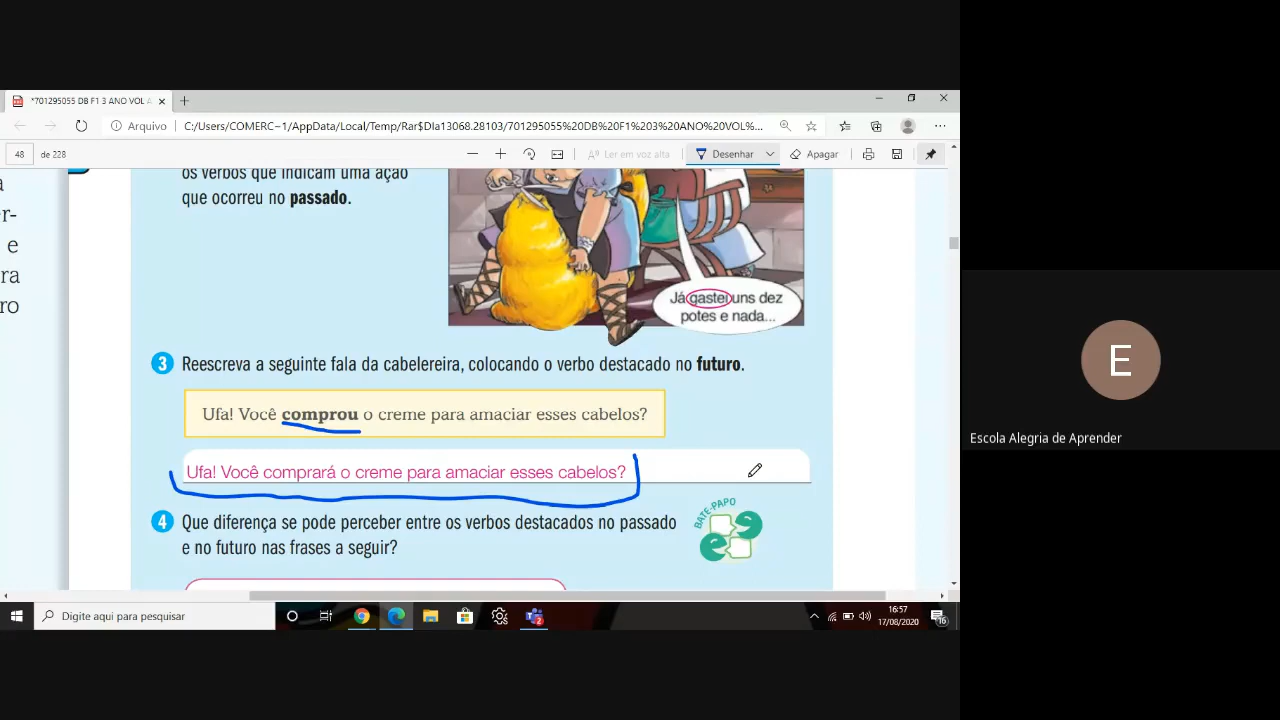 *701295055 DB F1 3 ANO VOL A
Arquivo
C:/Users/COMERC~1/AppData/Local/Temp/Rar$DIa13068.28103/701295055%20DB%20F1%203%20ANO%20VOL%...
48 de 228
Ler em voz alta
Desenhar
Apagar
a
er-
e
ra
ro
os verbos que indicam uma ação
que ocorreu no passado.
Já gastei uns dez
potes e nada...
3 Reescreva a seguinte fala da cabelereira, colocando o verbo destacado no futuro.
Ufa! Você comprou o creme para amaciar esses cabelos?
Ufa! Você comprará o creme para amaciar esses cabelos?
BATE-PAPO
4 Que diferença se pode perceber entre os verbos destacados no passado
e no futuro nas frases a seguir?
E
Escola Alegria de Aprender
Digite aqui para pesquisar
2
16:57
17/08/2020
16